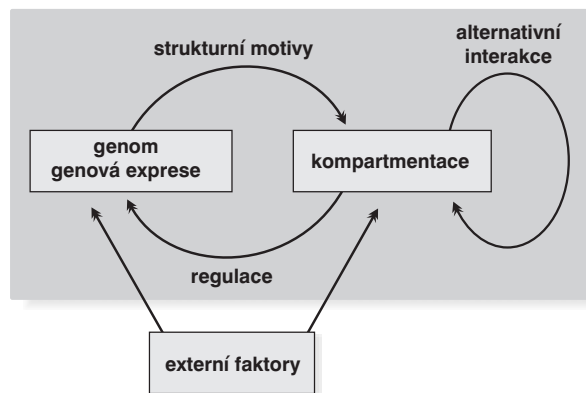 strukturní motivy
alternativní
interakce
genom
genová exprese
kompartmentace
regulace
externí faktory